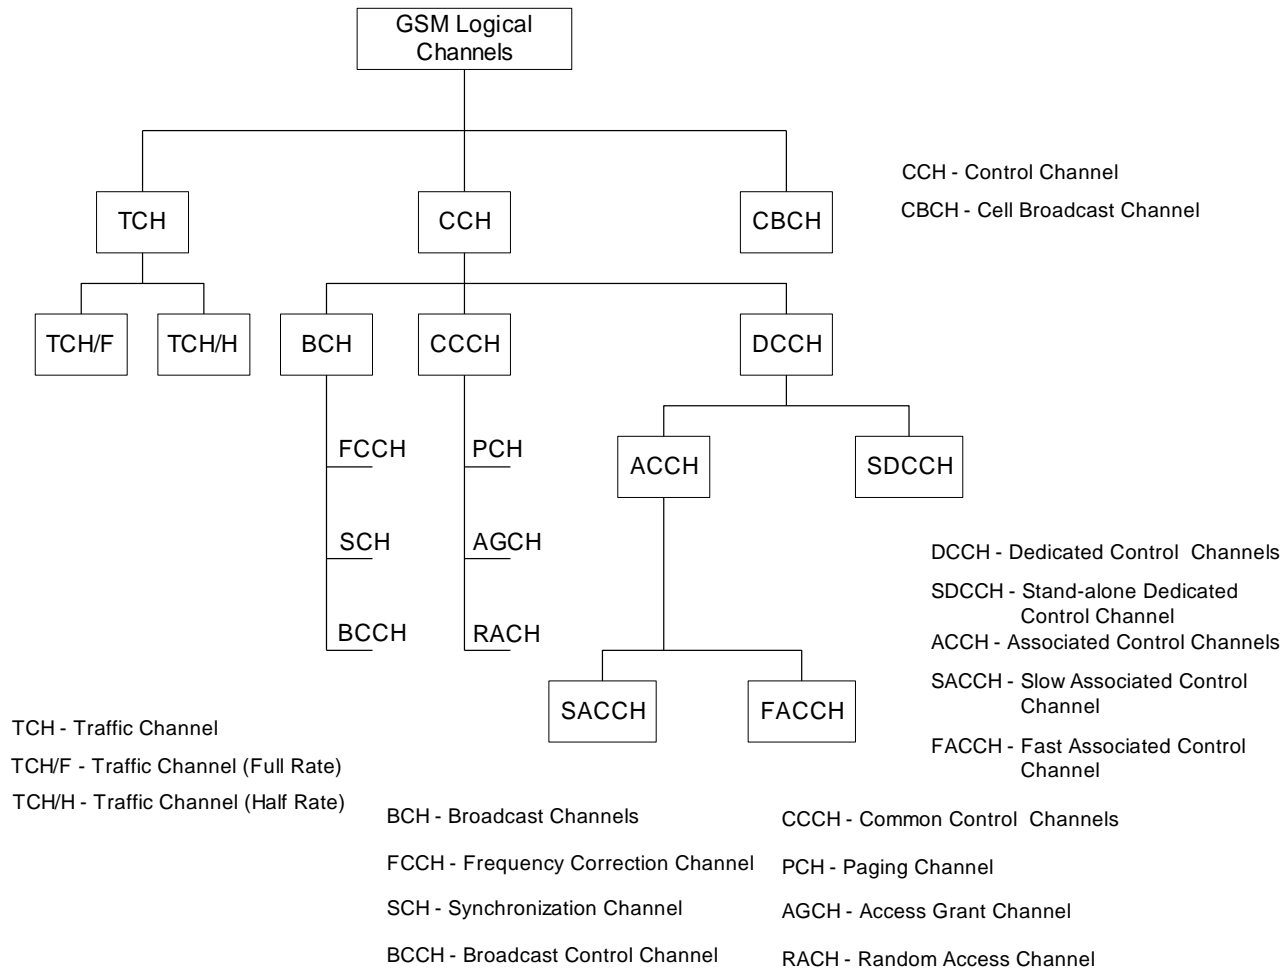 GSM Logical
Channels
CCH - Control Channel
CBCH - Cell Broadcast Channel
TCH
CCH
CBCH
TCH/F
TCH/H
BCH
CCCH
DCCH
FCCH
PCH
ACCH
SDCCH
SCH
AGCH
BCCH
RACH
SACCH
FACCH
DCCH - Dedicated Control Channels
SDCCH - Stand-alone Dedicated
Control Channel
ACCH - Associated Control Channels
SACCH - Slow Associated Control
Channel
FACCH - Fast Associated Control
Channel
TCH - Traffic Channel
TCH/F - Traffic Channel (Full Rate)
TCH/H - Traffic Channel (Half Rate)
BCH - Broadcast Channels
FCCH - Frequency Correction Channel
SCH - Synchronization Channel
BCCH - Broadcast Control Channel
CCCH - Common Control Channels
PCH - Paging Channel
AGCH - Access Grant Channel
RACH - Random Access Channel